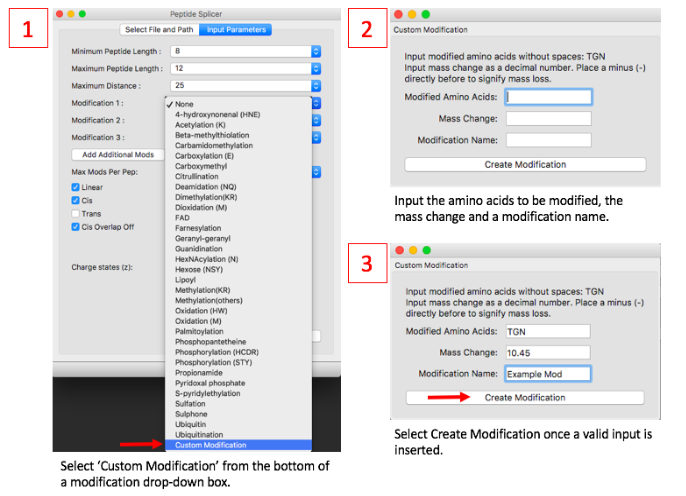 1
Peptide Splicer
Select File and Path Input Parameters
Minimum Peptide Length : 8
Maximum Peptide Length : 12
Maximum Distance : 25
Modification 1 :
Modification 2 :
Modification 3 :
Add Additional Mods
Max Mods Per Pep:
Linear
Cis
Trans
Cis Overlap Off
Charge states (z):
✓ None
4-hydroxynonenal (HNE)
Acetylation (K)
Beta-methylthiolation
Carbamidomethylation
Carboxylation (E)
Carboxymethyl
Citrullination
Deamidation (NQ)
Dimethylation(KR)
Dioxidation (M)
FAD
Farnesylation
Geranyl-geranyl
Guanidination
HexNAcylation (N)
Hexose (NSY)
Lipoyl
Methylation(KR)
Methylation(others)
Oxidation (HW)
Oxidation (M)
Palmitoylation
Phosphopantetheine
Phosphorylation (HCDR)
Phosphorylation (STY)
Propionamide
Pyridoxal phosphate
S-pyridylethylation
Sulfation
Sulphone
Ubiquitin
Ubiquitination
Custom Modification
Select ‘Custom Modification’ from the bottom of
a modification drop-down box.
2
Custom Modification
Input modified amino acids without spaces: TGN
Input mass change as a decimal number. Place a minus (-)
directly before to signify mass loss.
Modified Amino Acids:
Mass Change:
Modification Name:
Create Modification
Input the amino acids to be modified, the
mass change and a modification name.
3
Custom Modification
Input modified amino acids without spaces: TGN
Input mass change as a decimal number. Place a minus (-)
directly before to signify mass loss.
Modified Amino Acids: TGN
Mass Change: 10.45
Modification Name: Example Mod
Create Modification
Select Create Modification once a valid input is
inserted.